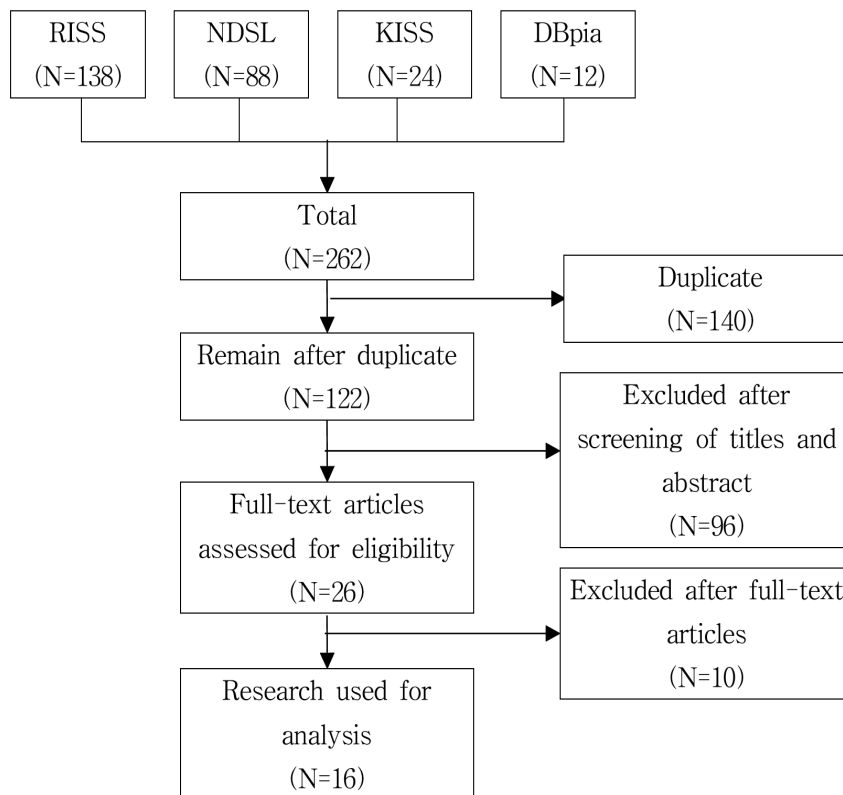 RISS
(N=138)
NDSL
(N=88)
KISS
(N=24)
DBpia
(N=12)
Total
(N=262)
Duplicate
(N=140)
Remain after duplicate
(N=122)
Excluded after
screening of titles and
abstract
(N=96)
Full-text articles
assessed for eligibility
(N=26)
Excluded after full-text
articles
(N=10)
Research used for
analysis
(N=16)